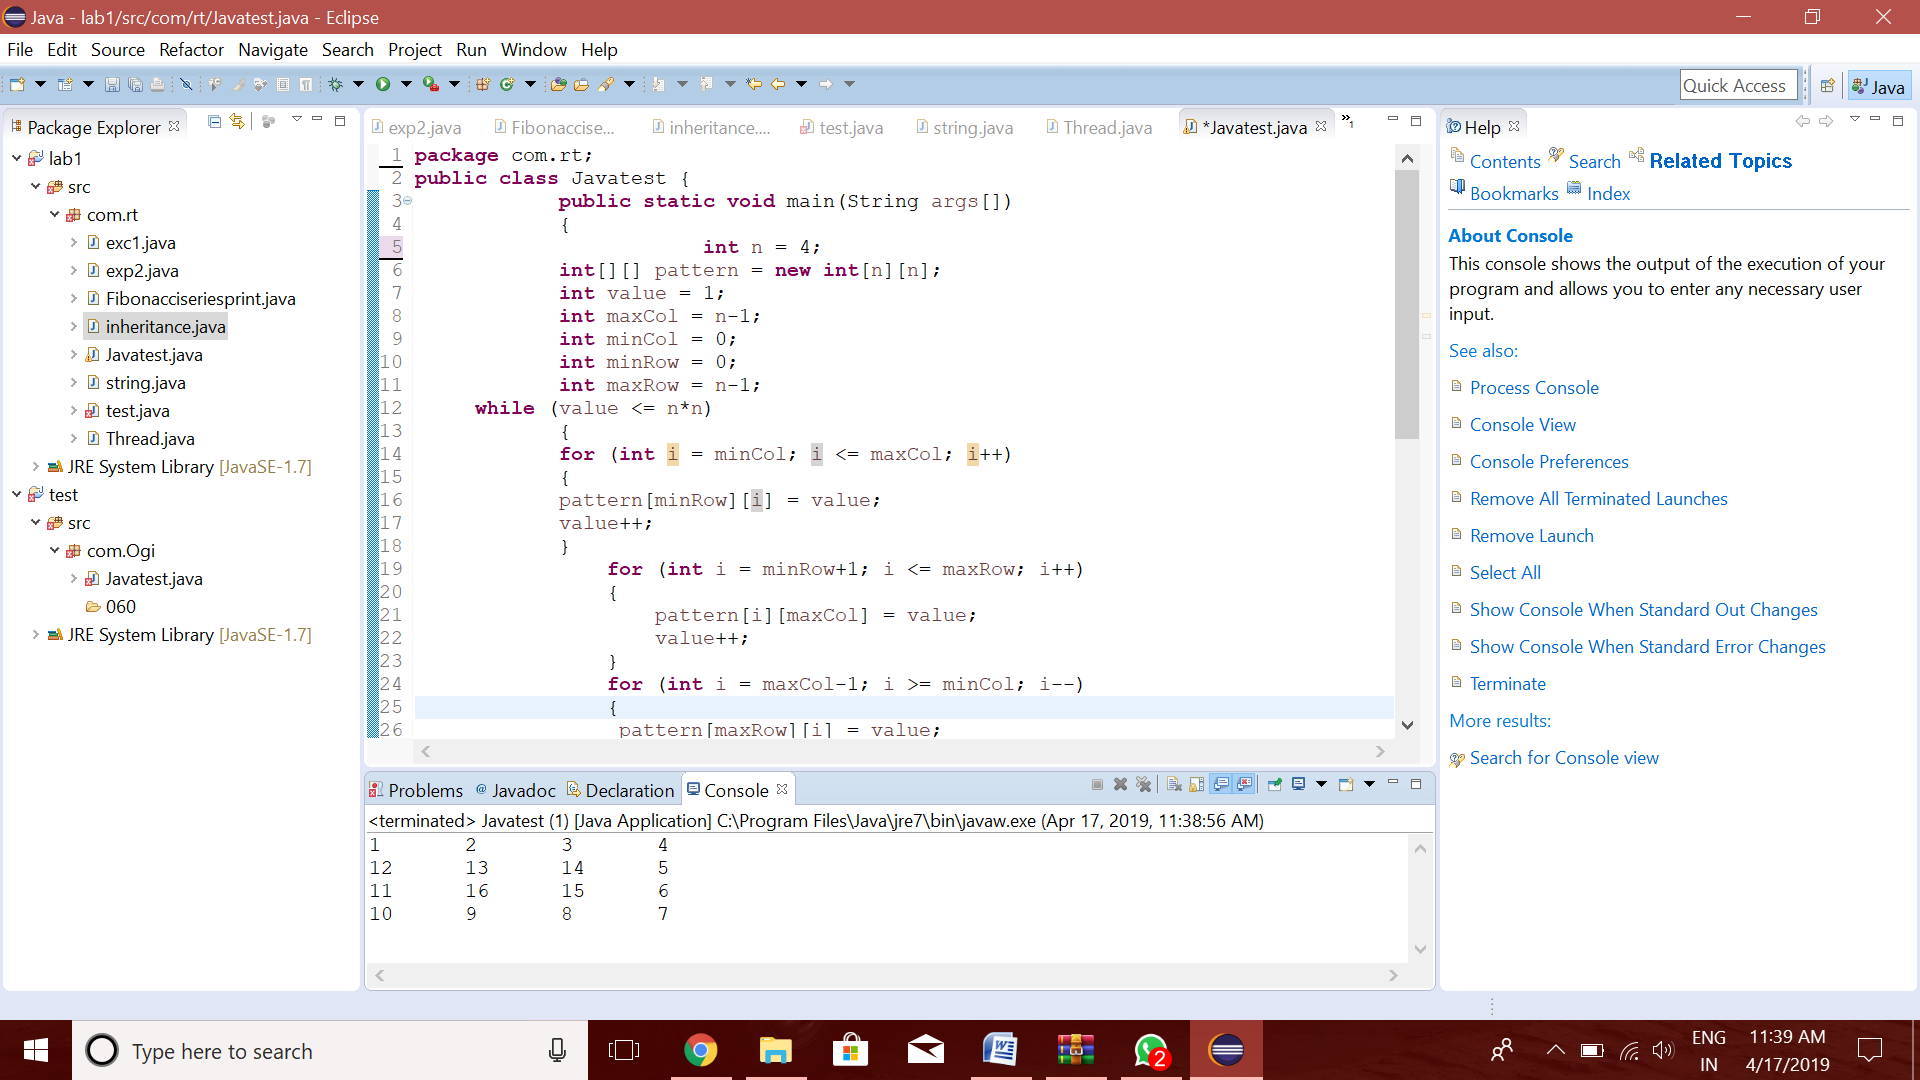 Java - lab1/src/com/rt/Javatest.java - Eclipse
File Edit Source Refactor Navigate Search Project Run Window Help
Quick Access
Java
Package Explorer
lab1
src
com.rt
exc1.java
exp2.java
Fibonacciseriesprint.java
inheritance.java
Javatest.java
string.java
test.java
Thread.java
JRE System Library [JavaSE-1.7]
test
src
com.Ogi
Javatest.java
060
JRE System Library [JavaSE-1.7]
exp2.java Fibonaccise... inheritance.... test.java string.java Thread.java *Javatest.java »1
1 package com.rt;
2 public class Javatest {
3 public static void main(String args[])
4 {
5 int n = 4;
6 int[][] pattern = new int[n][n];
7 int value = 1;
8 int maxCol = n-1;
9 int minCol = 0;
10 int minRow = 0;
11 int maxRow = n-1;
12 while (value <= n*n)
13 {
14 for (int i = minCol; i <= maxCol; i++)
15 {
16 pattern[minRow][i] = value;
17 value++;
18 }
19 for (int i = minRow+1; i <= maxRow; i++)
20 {
21 pattern[i][maxCol] = value;
22 value++;
23 }
24 for (int i = maxCol-1; i >= minCol; i--)
25 {
26 pattern[maxRow][i] = value;
Problems @ Javadoc Declaration Console
<terminated> Javatest (1) [Java Application] C:\Program Files\Java\jre7\bin\javaw.exe (Apr 17, 2019, 11:38:56 AM)
1 2 3 4
12 13 14 5
11 16 15 6
10 9 8 7
Help
Contents Search Related Topics
Bookmarks Index
About Console
This console shows the output of the execution of your
program and allows you to enter any necessary user
input.
See also:
Process Console
Console View
Console Preferences
Remove All Terminated Launches
Remove Launch
Select All
Show Console When Standard Out Changes
Show Console When Standard Error Changes
Terminate
More results:
Search for Console view
Type here to search
2
ENG
IN
11:39 AM
4/17/2019